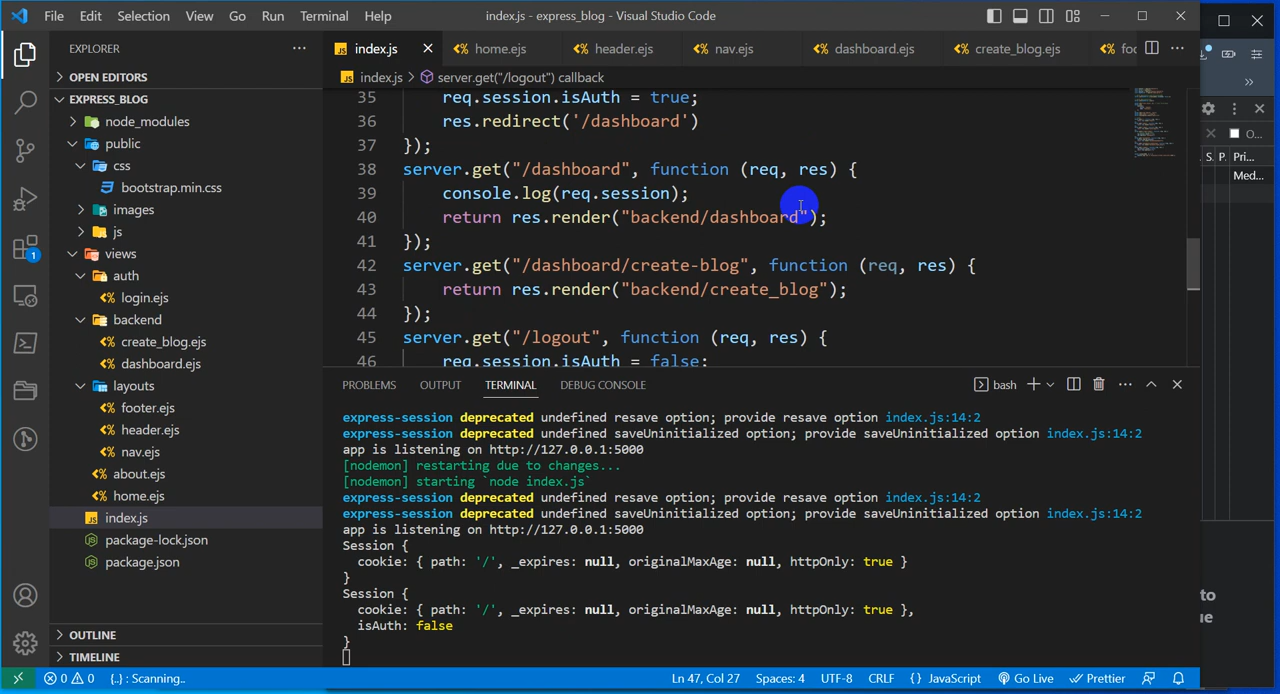 File Edit Selection View Go Run Terminal Help index.js - express_blog - Visual Studio Code
EXPLORER
OPEN EDITORS
EXPRESS_BLOG
node_modules
public
css
bootstrap.min.css
images
js
views
auth
login.ejs
backend
create_blog.ejs
dashboard.ejs
layouts
footer.ejs
header.ejs
nav.ejs
about.ejs
home.ejs
index.js
package-lock.json
package.json
OUTLINE
TIMELINE
1
index.js home.ejs header.ejs nav.ejs dashboard.ejs create_blog.ejs
index.js > server.get("/logout") callback
35 req.session.isAuth = true;
36 res.redirect('/dashboard')
37 });
38 server.get("/dashboard", function (req, res) {
39 console.log(req.session);
40 return res.render("backend/dashboard");
41 });
42 server.get("/dashboard/create-blog", function (req, res) {
43 return res.render("backend/create_blog");
44 });
45 server.get("/logout", function (req, res) {
46 req.session.isAuth = false;
PROBLEMS OUTPUT TERMINAL DEBUG CONSOLE bash
express-session deprecated undefined resave option; provide resave option index.js:14:2
express-session deprecated undefined saveUninitialized option; provide saveUninitialized option index.js:14:2
app is listening on http://127.0.0.1:5000
[nodemon] restarting due to changes...
[nodemon] starting `node index.js`
express-session deprecated undefined resave option; provide resave option index.js:14:2
express-session deprecated undefined saveUninitialized option; provide saveUninitialized option index.js:14:2
app is listening on http://127.0.0.1:5000
Session {
cookie: { path: '/', _expires: null, originalMaxAge: null, httpOnly: true }
}
Session {
cookie: { path: '/', _expires: null, originalMaxAge: null, httpOnly: true },
isAuth: false
}
0 0 {..} : Scanning.. Ln 47, Col 27 Spaces: 4 UTF-8 CRLF {} JavaScript Go Live Prettier
O...
S. P. Pri...
Med...
to